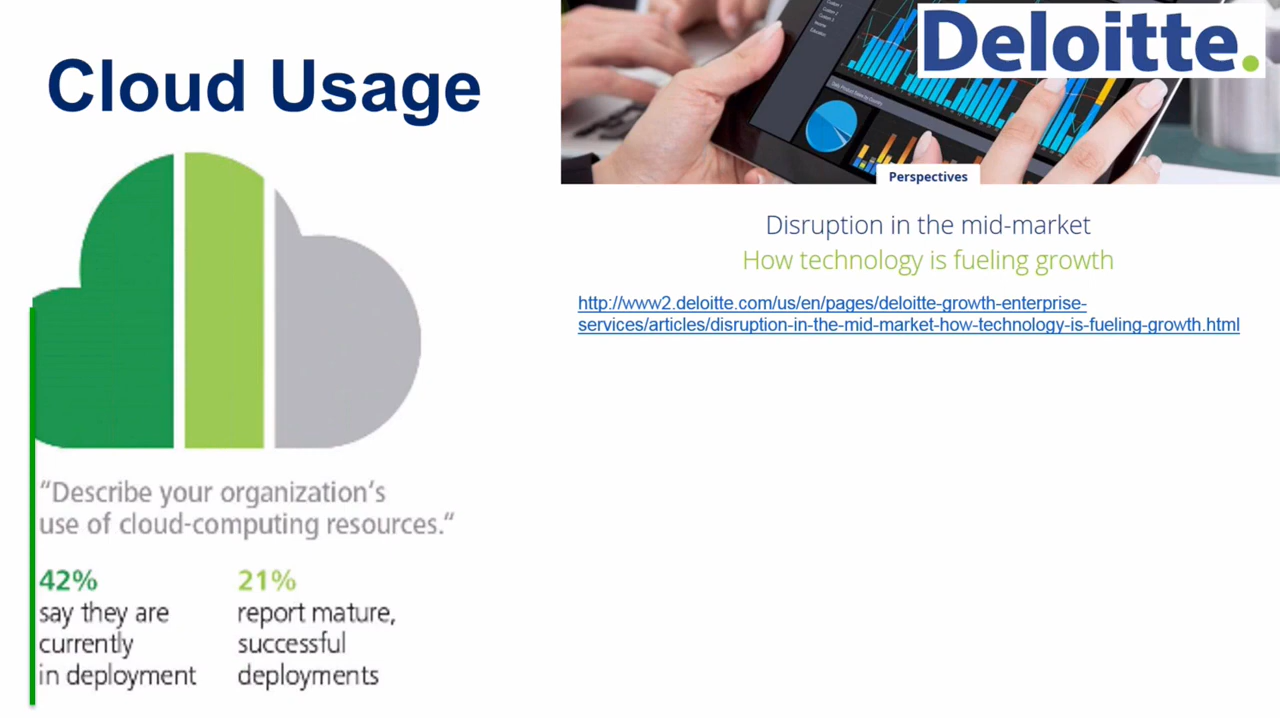 Cloud Usage
Deloitte.
Perspectives
Disruption in the mid-market
How technology is fueling growth
http://www2.deloitte.com/us/en/pages/deloitte-growth-enterprise-
services/articles/disruption-in-the-mid-market-how-technology-is-fueling-growth.html
“Describe your organization’s
use of cloud-computing resources.“
42%
say they are
currently
in deployment
21%
report mature,
successful
deployments